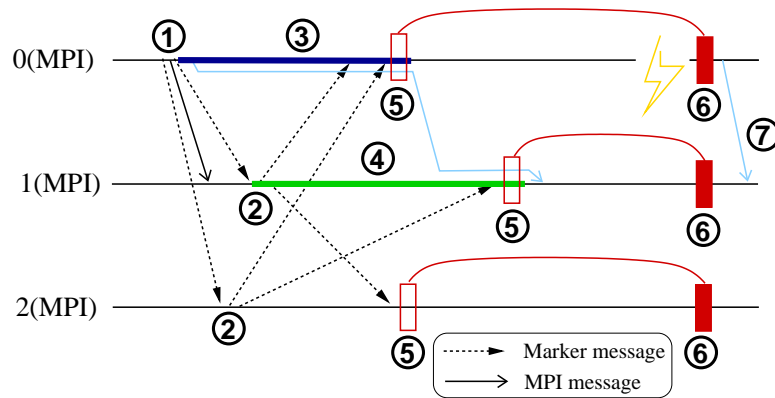 ① ③
0(MPI)
⑤ ⑥
④ ⑦
1(MPI)
② ⑤ ⑥
2(MPI)
② ⑤ ⑥
Marker message
MPI message